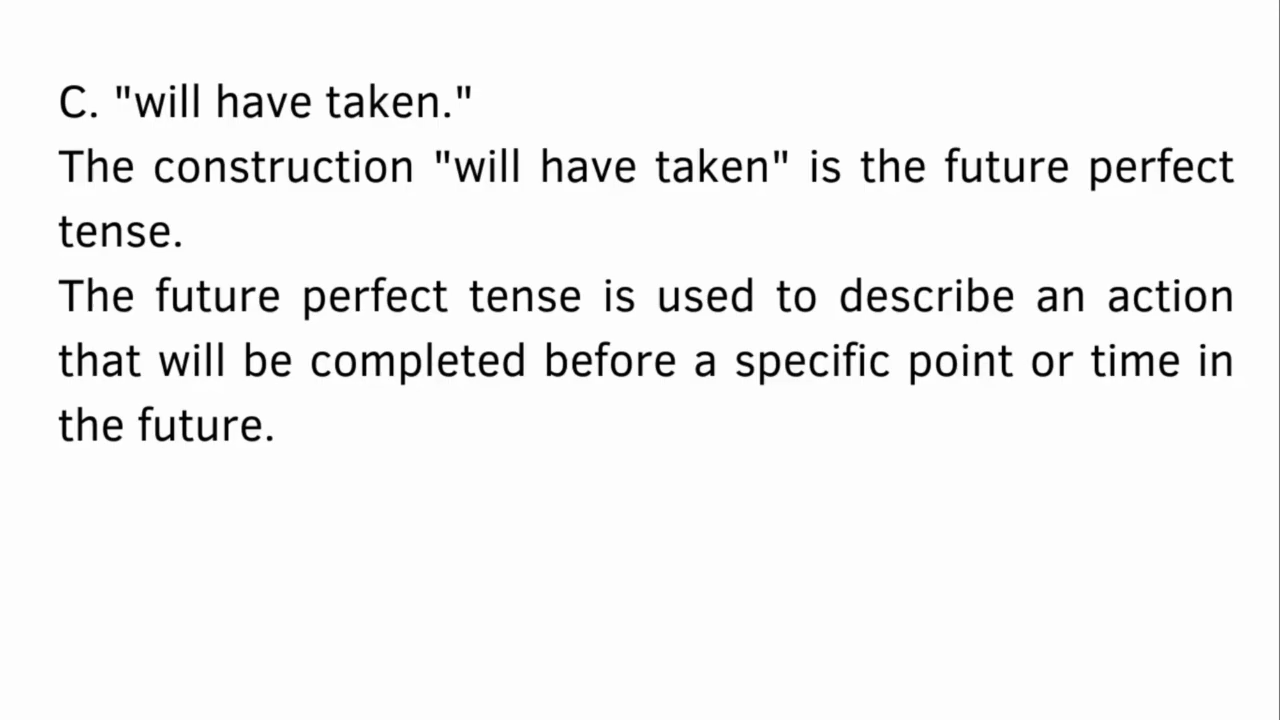 C. "will have taken."
The construction "will have taken" is the future perfect
tense.
The future perfect tense is used to describe an action
that will be completed before a specific point or time in
the future.